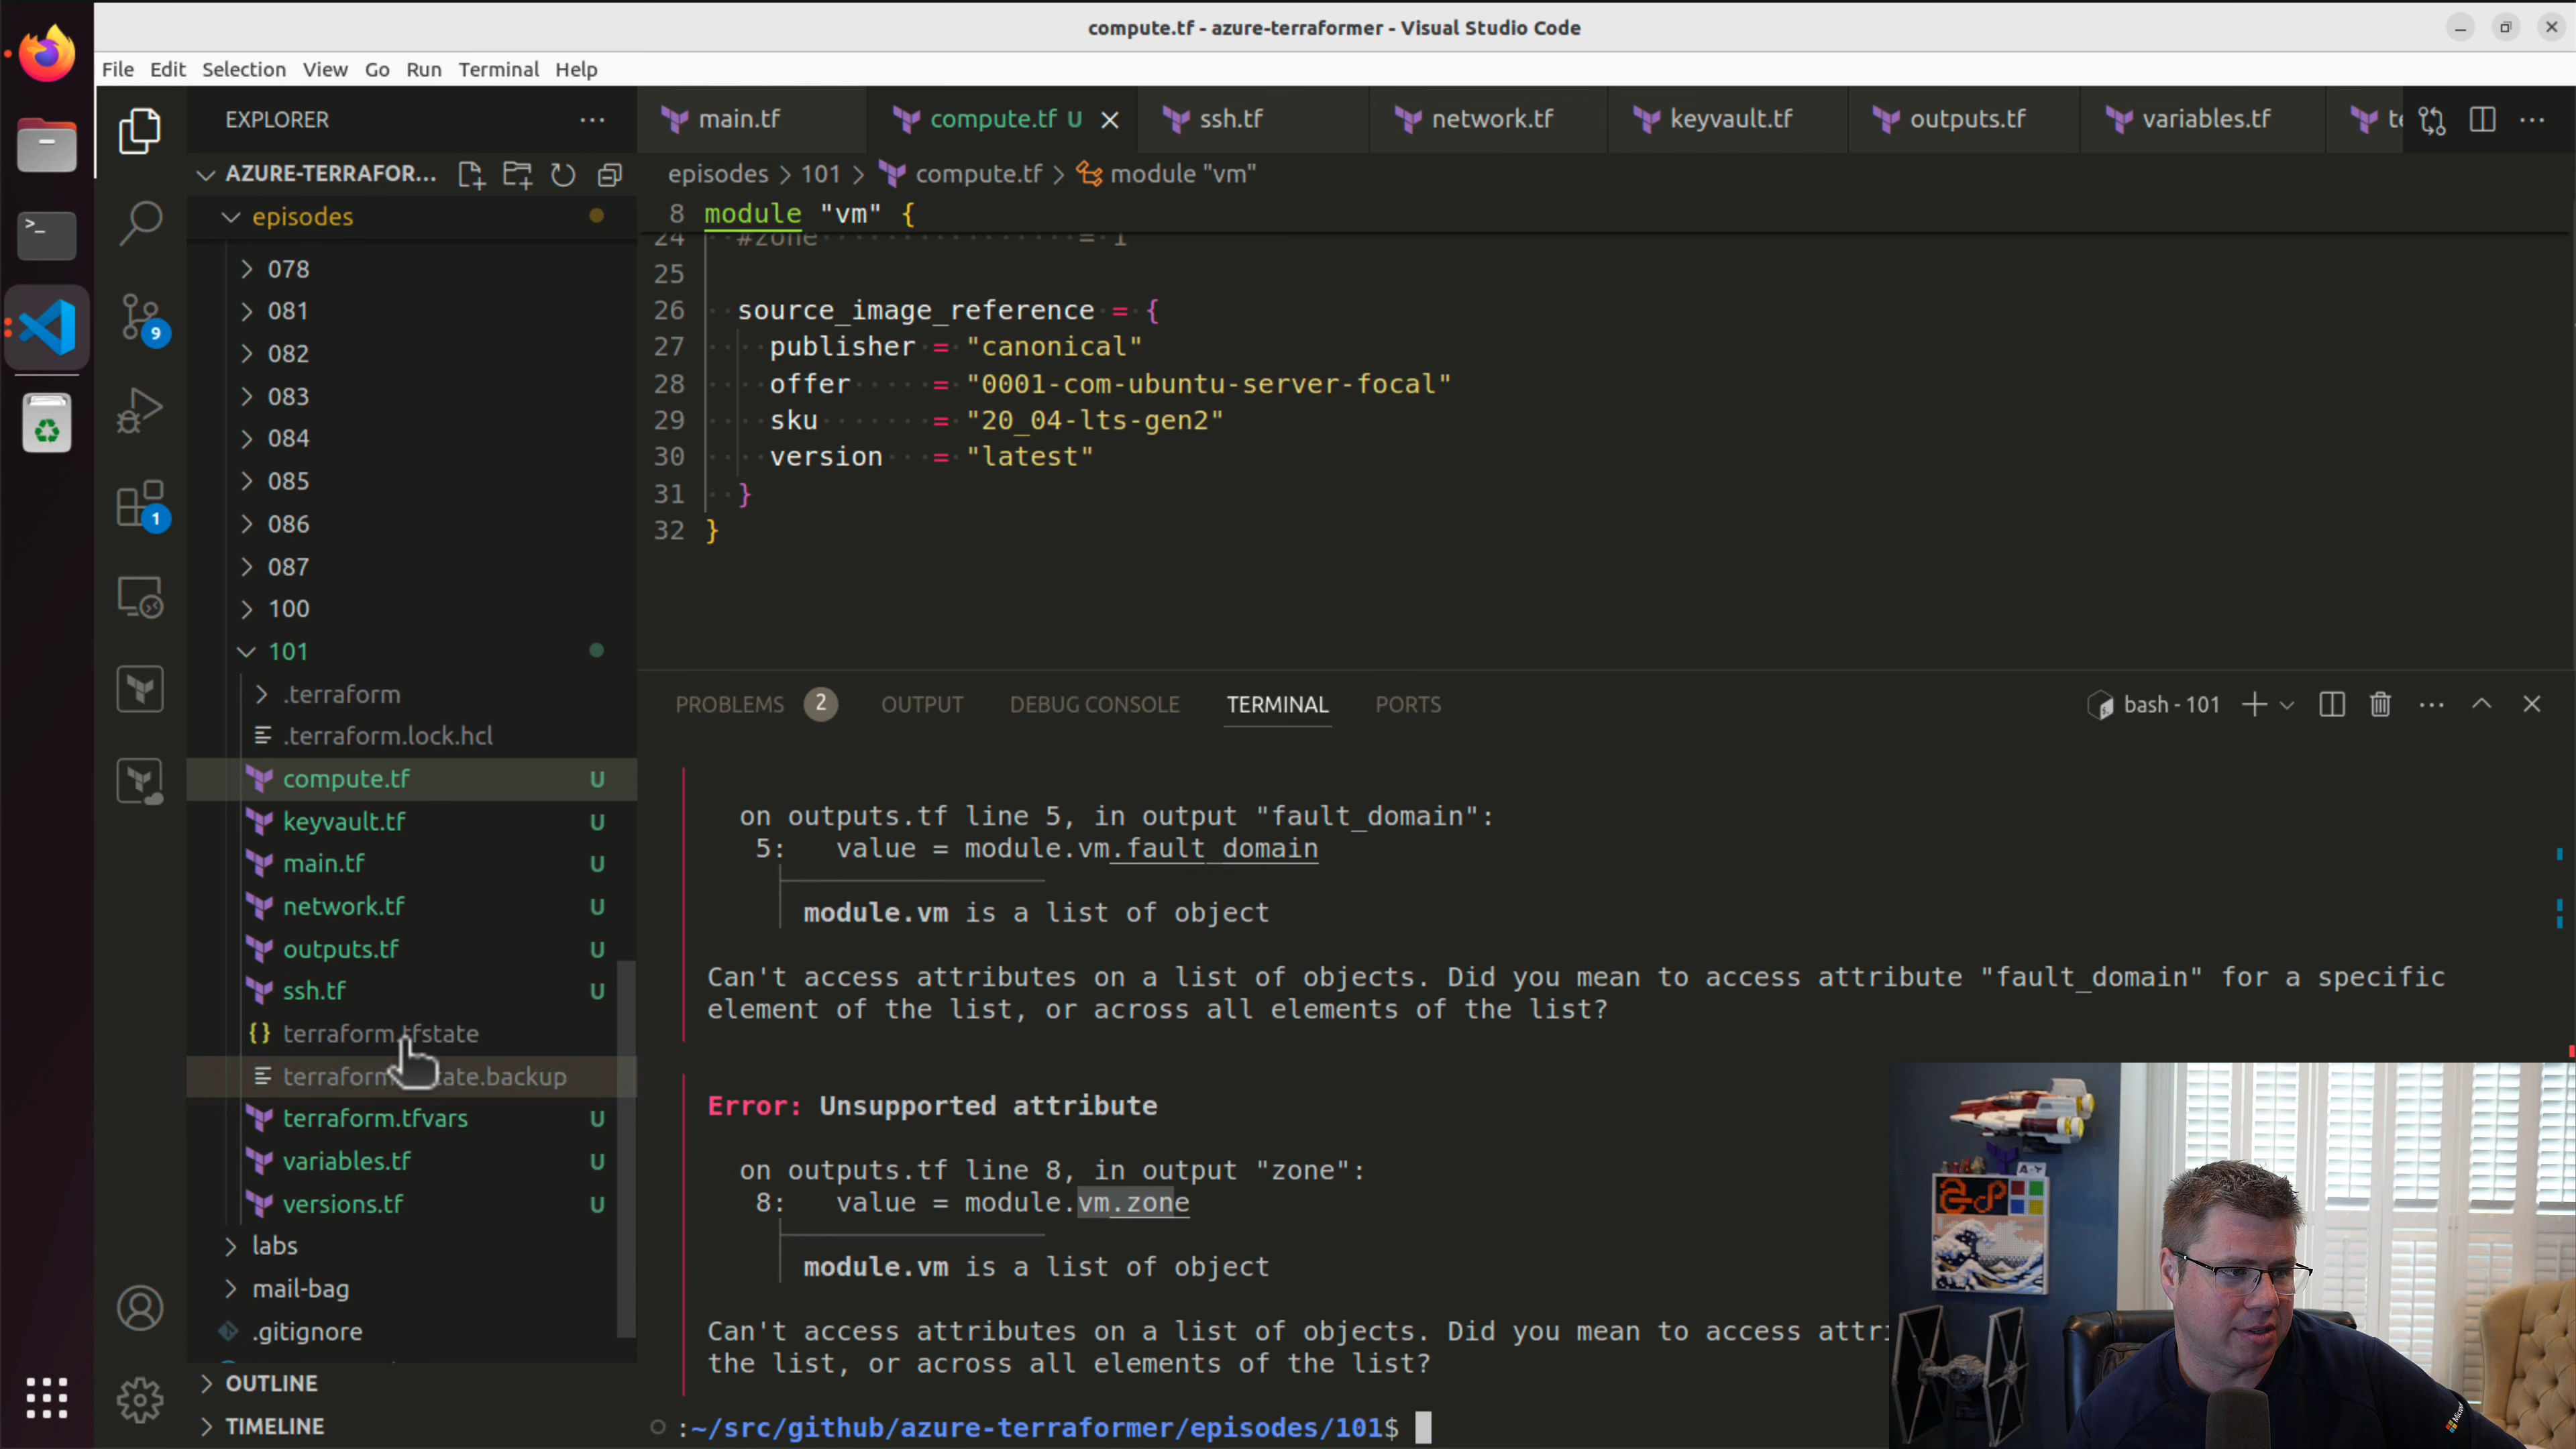 compute.tf - azure-terraformer - Visual Studio Code
File Edit Selection View Go Run Terminal Help
EXPLORER
AZURE-TERRAFOR...
episodes
078
081
082
083
084
085
086
087
100
101
.terraform
.terraform.lock.hcl
compute.tf U
keyvault.tf U
main.tf U
network.tf U
outputs.tf U
ssh.tf U
terraform.tfstate
terraform.tfstate.backup
terraform.tfvars U
variables.tf U
versions.tf U
labs
mail-bag
.gitignore
OUTLINE
TIMELINE
9
1
main.tf
compute.tf U
ssh.tf
network.tf
keyvault.tf
outputs.tf
variables.tf
episodes > 101 > compute.tf > module "vm"
8 module "vm" {
24 #zone = 1
25
26 source_image_reference = {
27 publisher = "canonical"
28 offer = "0001-com-ubuntu-server-focal"
29 sku = "20_04-lts-gen2"
30 version = "latest"
31 }
32 }
PROBLEMS 2 OUTPUT DEBUG CONSOLE TERMINAL PORTS
bash - 101
on outputs.tf line 5, in output "fault_domain":
5: value = module.vm.fault_domain
module.vm is a list of object
Can't access attributes on a list of objects. Did you mean to access attribute "fault_domain" for a specific
element of the list, or across all elements of the list?
Error: Unsupported attribute
on outputs.tf line 8, in output "zone":
8: value = module.vm.zone
module.vm is a list of object
Can't access attributes on a list of objects. Did you mean to access attri
the list, or across all elements of the list?
:~/src/github/azure-terraformer/episodes/101$